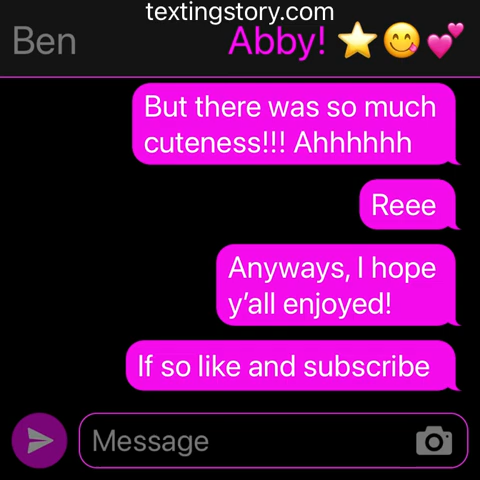 textingstory.com
Ben
Abby! ⭐😋💕
But there was so much
cuteness!!! Ahhhhhh
Reee
Anyways, I hope
y’all enjoyed!
If so like and subscribe
Message